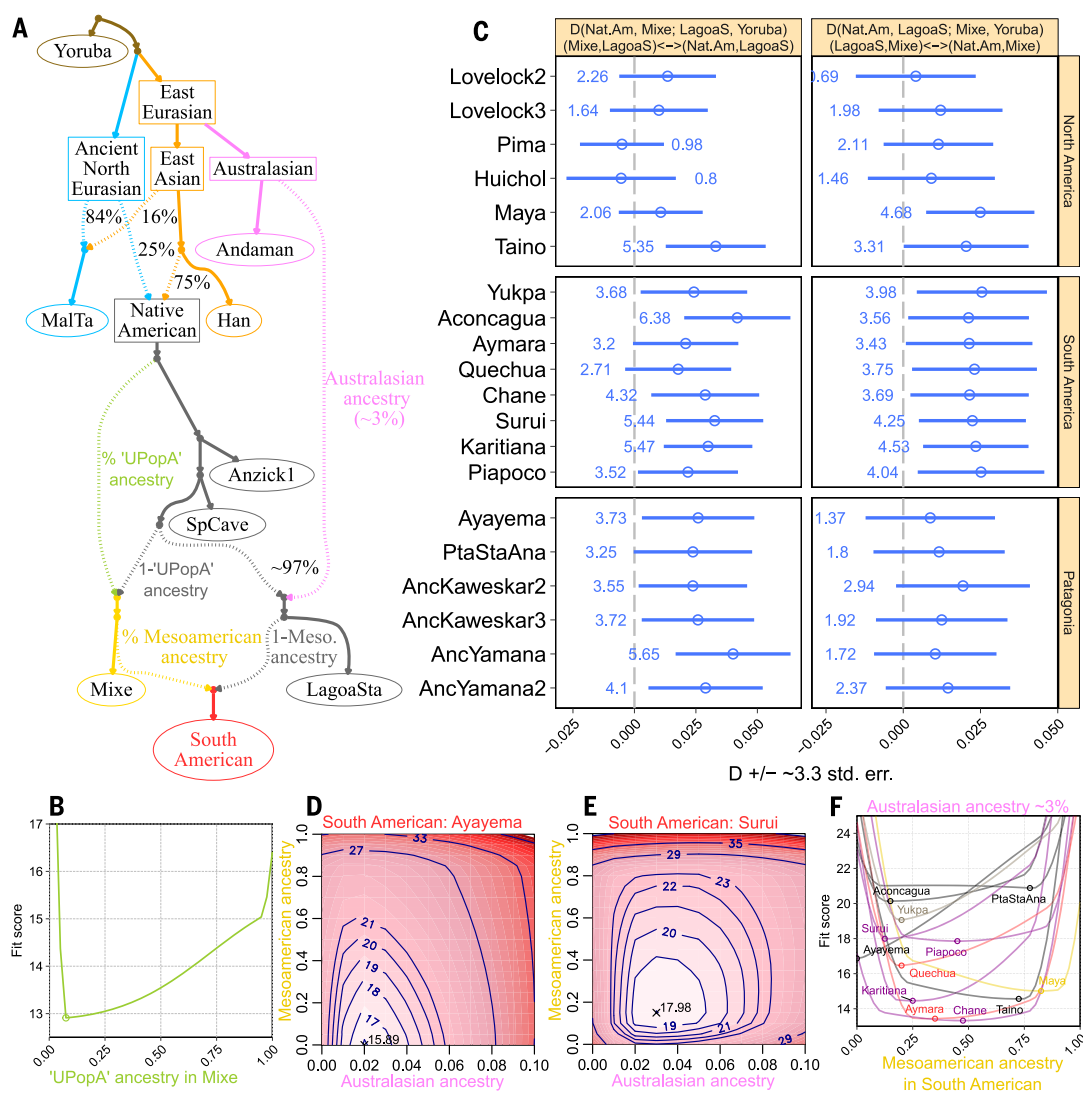 A
Yoruba
East
Eurasian
Ancient
North
Eurasian
East
Asian
Australasian
84%
16%
Andaman
25%
75%
MalTa
Native
American
Han
Australasian
ancestry
(~3%)
% 'UPopA'
ancestry
Anzick1
SpCave
1-'UPopA'
ancestry
~97%
% Mesoamerican
ancestry
1-Meso.
ancestry
Mixe
LagoaSta
South
American
C
D(Nat.Am, Mixe; LagoaS, Yoruba)
(Mixe,LagoaS)<->(Nat.Am,LagoaS)
D(Nat.Am, LagoaS; Mixe, Yoruba)
(LagoaS,Mixe)<->(Nat.Am,Mixe)
Lovelock2 2.26 0.69
Lovelock3 1.64 1.98
Pima 0.98 2.11
Huichol 0.8 1.46
Maya 2.06 4.68
Taino 5.35 3.31
North America
Yukpa 3.68 3.98
Aconcagua 6.38 3.56
Aymara 3.2 3.43
Quechua 2.71 3.75
Chane 4.32 3.69
Surui 5.44 4.25
Karitiana 5.47 4.53
Piapoco 3.52 4.04
South America
Ayayema 3.73 1.37
PtaStaAna 3.25 1.8
AncKaweskar2 3.55 2.94
AncKaweskar3 3.72 1.92
AncYamana 5.65 1.72
AncYamana2 4.1 2.37
Patagonia
−0.025 0.000 0.025 0.050 −0.025 0.000 0.025 0.050
D +/− ~3.3 std. err.
B
Fit score
17
16
15
14
13
0.00 0.25 0.50 0.75 1.00
'UPopA' ancestry in Mixe
D
South American: Ayayema
Mesoamerican ancestry
1.0
0.8
0.6
0.4
0.2
0.0
33
27
21
20
19
18
17
15.89
0.00 0.02 0.04 0.06 0.08 0.10
Australasian ancestry
E
South American: Surui
Mesoamerican ancestry
1.0
0.8
0.6
0.4
0.2
0.0
35
29
23
22
21
20
19
17.98
21
29
0.00 0.02 0.04 0.06 0.08 0.10
Australasian ancestry
F
Australasian ancestry ~3%
Fit score
24
22
20
18
16
14
Aconcagua
PtaStaAna
Yukpa
Surui
Ayayema
Piapoco
Quechua
Karitiana
Maya
Aymara
Chane
Taino
0.00 0.25 0.50 0.75 1.00
Mesoamerican ancestry
in South American